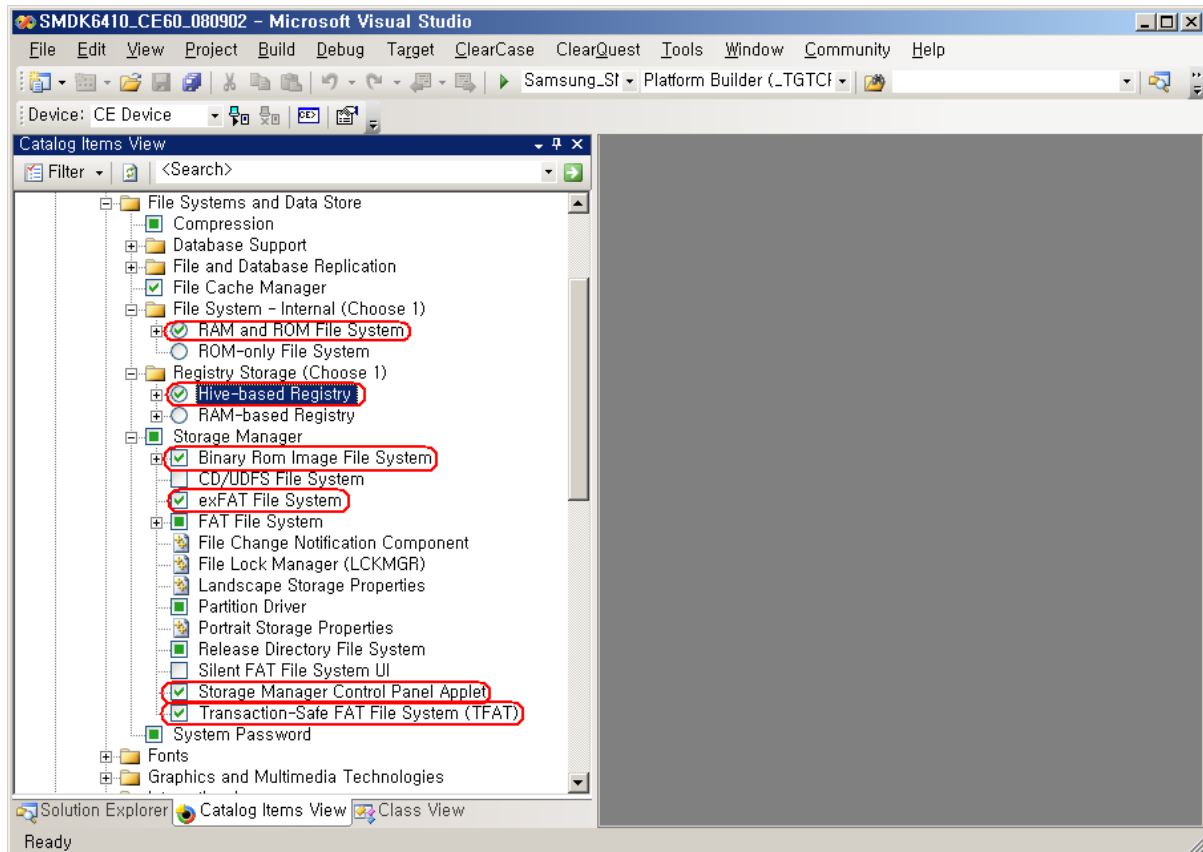 SMDK6410_CE60_080902 - Microsoft Visual Studio
File Edit View Project Build Debug Target ClearCase ClearQuest Tools Window Community Help
Samsung_SI Platform Builder (_TGTCF
Device: CE Device
Catalog Items View
Filter <Search>
File Systems and Data Store
Compression
Database Support
File and Database Replication
File Cache Manager
File System - Internal (Choose 1)
RAM and ROM File System
ROM-only File System
Registry Storage (Choose 1)
Hive-based Registry
RAM-based Registry
Storage Manager
Binary Rom Image File System
CD/UDFS File System
exFAT File System
FAT File System
File Change Notification Component
File Lock Manager (LCKMGR)
Landscape Storage Properties
Partition Driver
Portrait Storage Properties
Release Directory File System
Silent FAT File System UI
Storage Manager Control Panel Applet
Transaction-Safe FAT File System (TFAT)
System Password
Fonts
Graphics and Multimedia Technologies
Solution Explorer Catalog Items View Class View
Ready